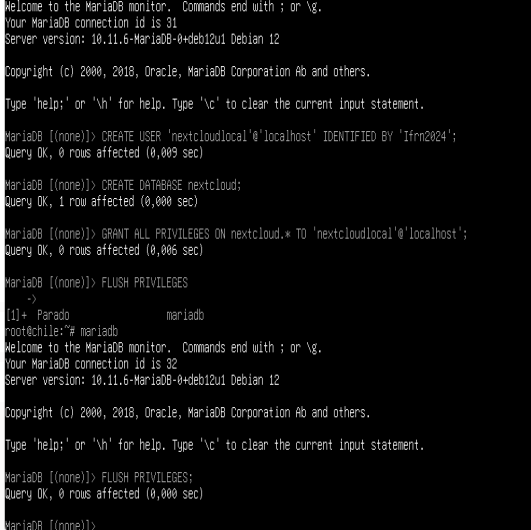 Welcome to the MariaDB monitor.  Commands end with ; or \g.
Your MariaDB connection id is 31
Server version: 10.11.6-MariaDB-0+deb12u1 Debian 12
Copyright (c) 2000, 2018, Oracle, MariaDB Corporation Ab and others.
Type 'help;' or '\h' for help. Type '\c' to clear the current input statement.
MariaDB [(none)]> CREATE USER 'nextcloudlocal'@'localhost' IDENTIFIED BY 'Ifrn2024';
Query OK, 0 rows affected (0,009 sec)
MariaDB [(none)]> CREATE DATABASE nextcloud;
Query OK, 1 row affected (0,000 sec)
MariaDB [(none)]> GRANT ALL PRIVILEGES ON nextcloud.* TO 'nextcloudlocal'@'localhost';
Query OK, 0 rows affected (0,006 sec)
MariaDB [(none)]> FLUSH PRIVILEGES
    ->
[1]+  Parado                  mariadb
root@chile:~# mariadb
Welcome to the MariaDB monitor.  Commands end with ; or \g.
Your MariaDB connection id is 32
Server version: 10.11.6-MariaDB-0+deb12u1 Debian 12
Copyright (c) 2000, 2018, Oracle, MariaDB Corporation Ab and others.
Type 'help;' or '\h' for help. Type '\c' to clear the current input statement.
MariaDB [(none)]> FLUSH PRIVILEGES;
Query OK, 0 rows affected (0,000 sec)
MariaDB [(none)]>